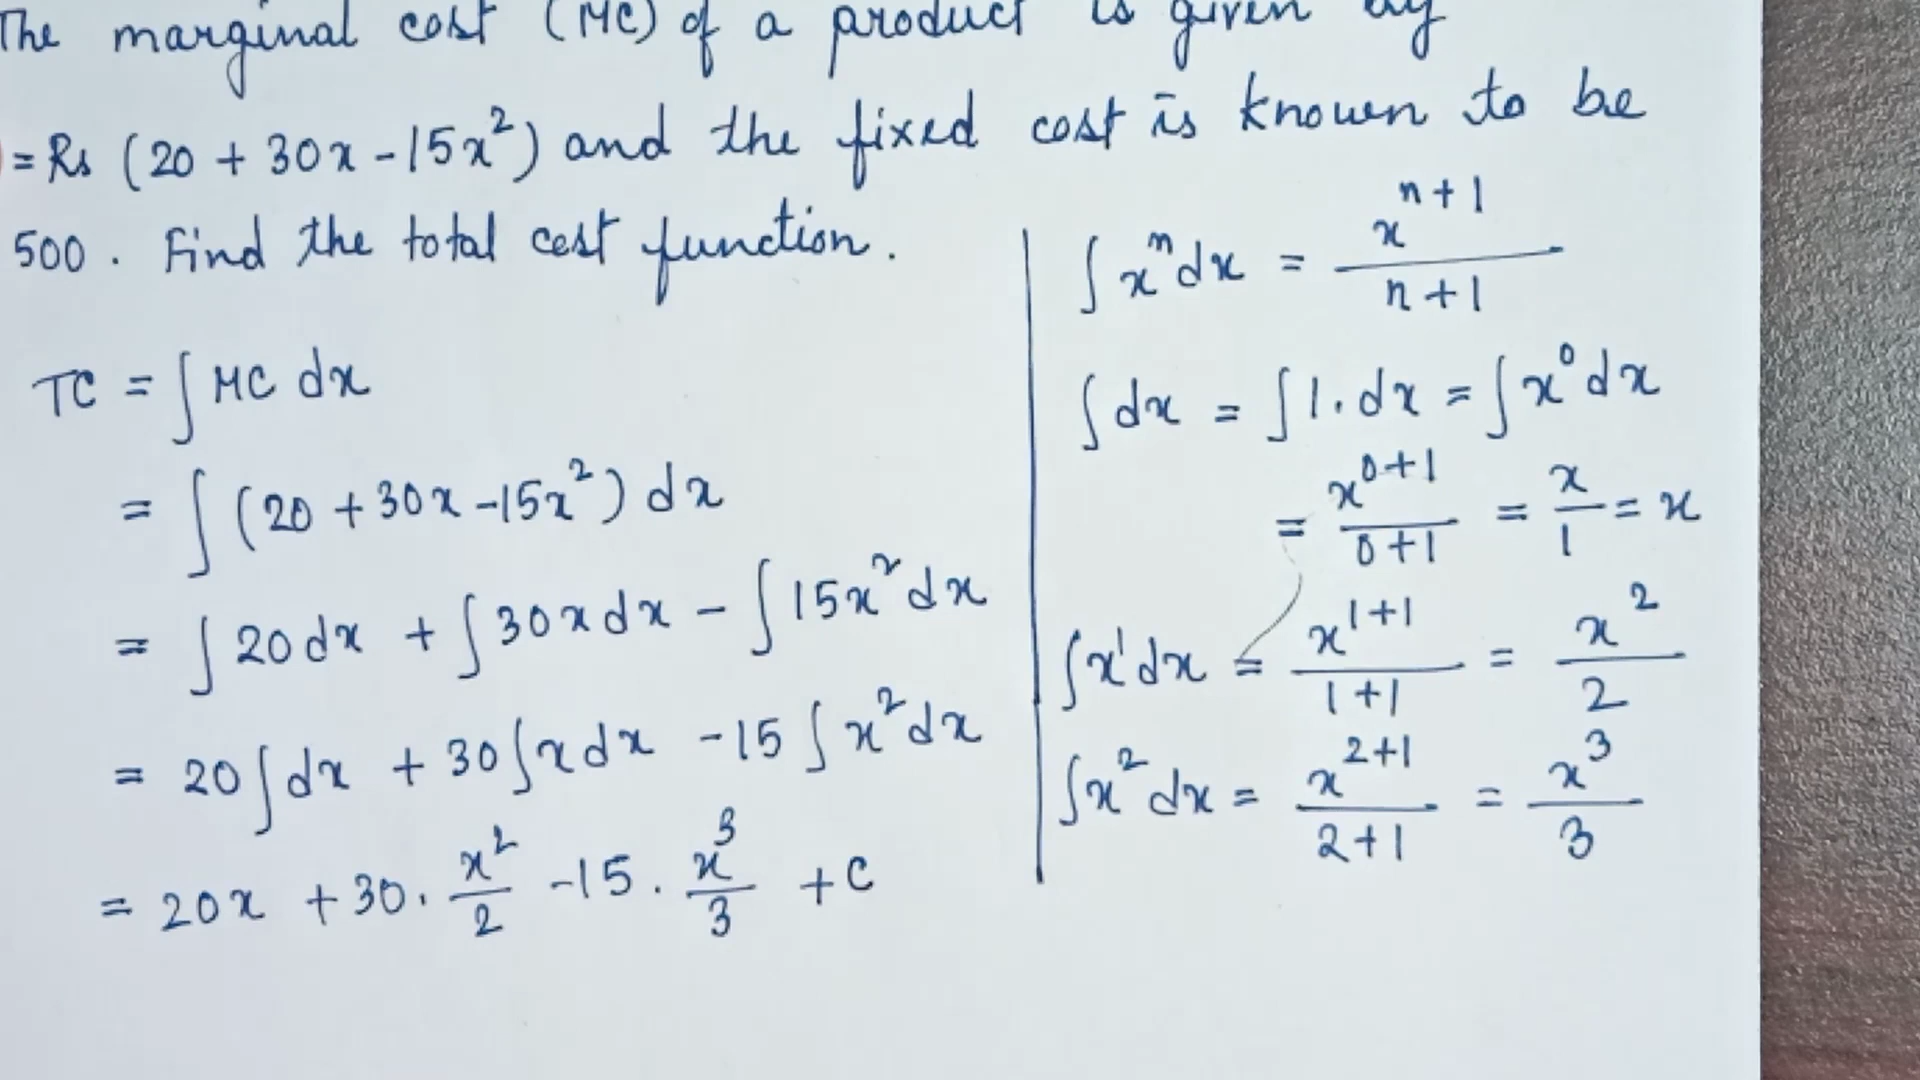 The marginal cost (MC) of a product is given by
= Rs (20 + 30x - 15x²) and the fixed cost is known to be
500. Find the total cost function.
TC = ∫ MC dx
= ∫ (20 + 30x - 15x²) dx
= ∫ 20 dx + ∫ 30x dx - ∫ 15x² dx
= 20 ∫ dx + 30 ∫ x dx - 15 ∫ x² dx
= 20x + 30 · x²/2 - 15 · x³/3 + C
∫ xⁿ dx = xⁿ⁺¹/n+1
∫ dx = ∫ 1. dx = ∫ x⁰ dx
= x⁰⁺¹/0+1 = x/1 = x
∫ x¹ dx = x¹⁺¹/1+1 = x²/2
∫ x² dx = x²⁺¹/2+1 = x³/3